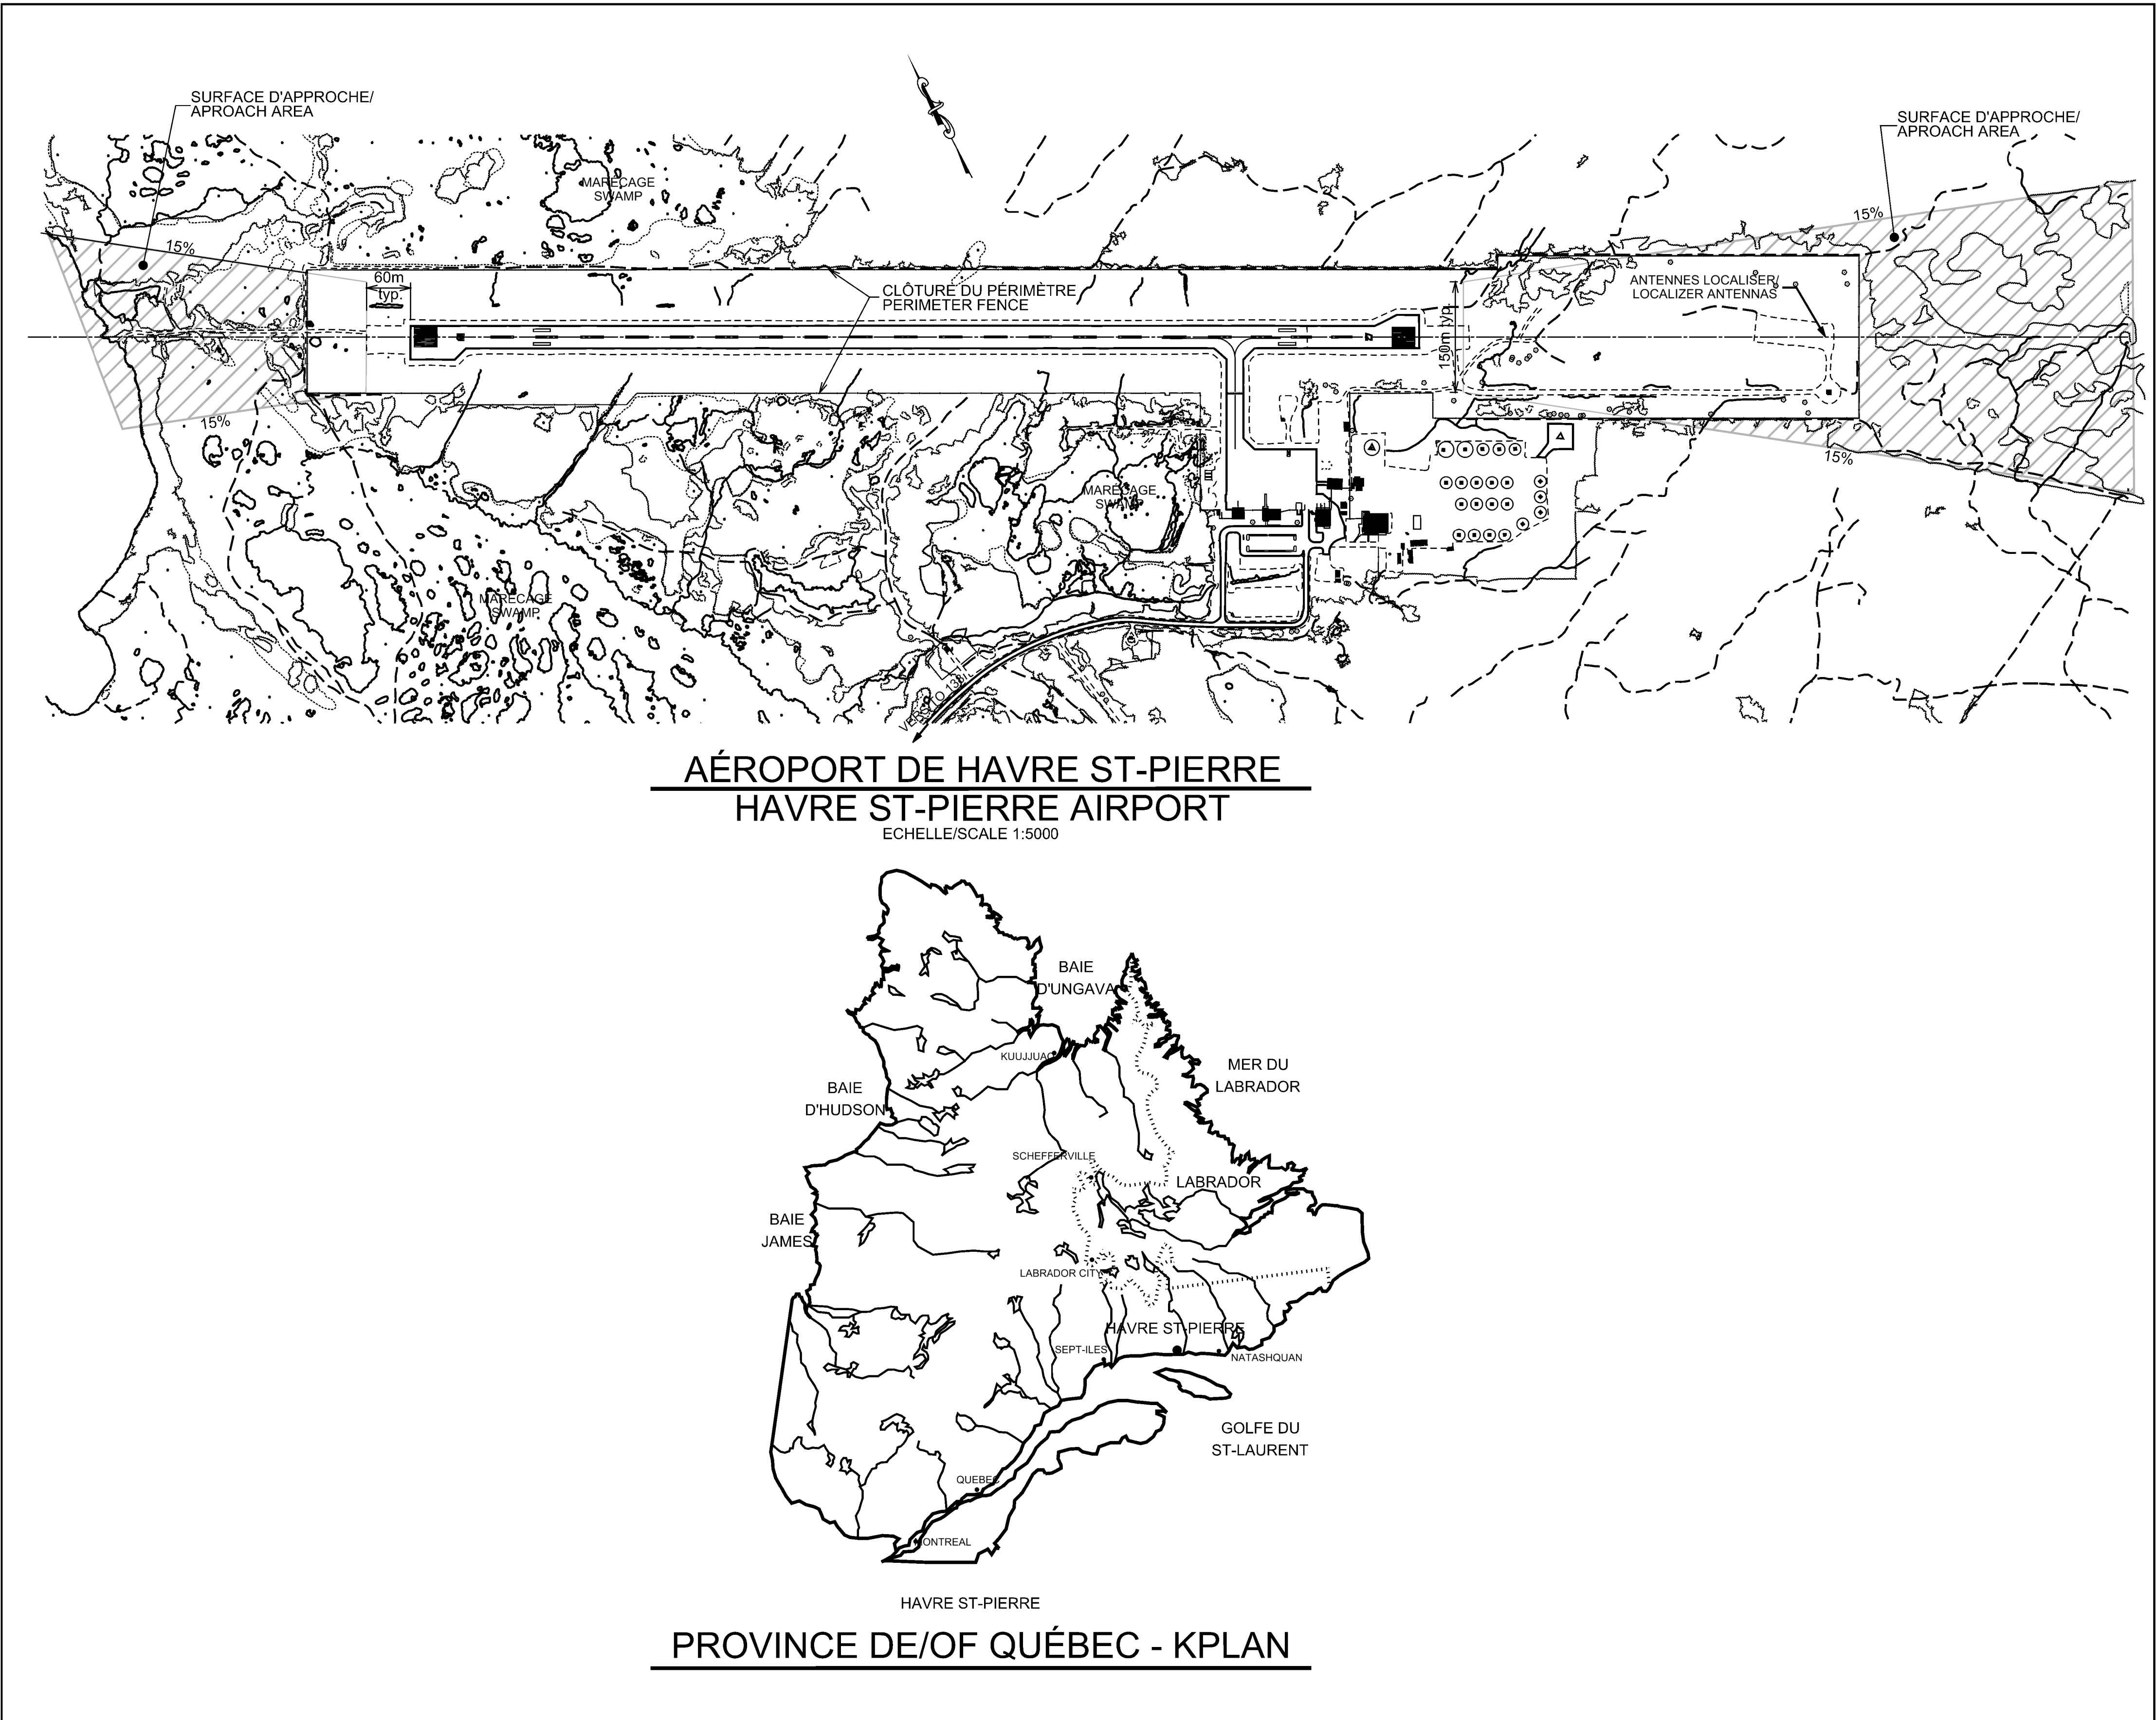 SURFACE D'APPROCHE/
APROACH AREA
SURFACE D'APPROCHE/
APROACH AREA
MARECAGE
SWAMP
15%
15%
60m
typ.
CLÔTURE DU PÉRIMÈTRE
PERIMETER FENCE
ANTENNES LOCALISER/
LOCALIZER ANTENNAS
150m typ.
15%
15%
MARECAGE
SWAMP
MARECAGE
SWAMP
AÉROPORT DE HAVRE ST-PIERRE
HAVRE ST-PIERRE AIRPORT
ECHELLE/SCALE 1:5000
BAIE
D'UNGAVA
KUUJJUAQ
MER DU
LABRADOR
BAIE
D'HUDSON
SCHEFFERVILLE
LABRADOR
BAIE
JAMES
LABRADOR CITY
HAVRE ST-PIERRE
SEPT-ILES
NATASHQUAN
GOLFE DU
ST-LAURENT
QUEBEC
MONTREAL
HAVRE ST-PIERRE
PROVINCE DE/OF QUÉBEC - KPLAN